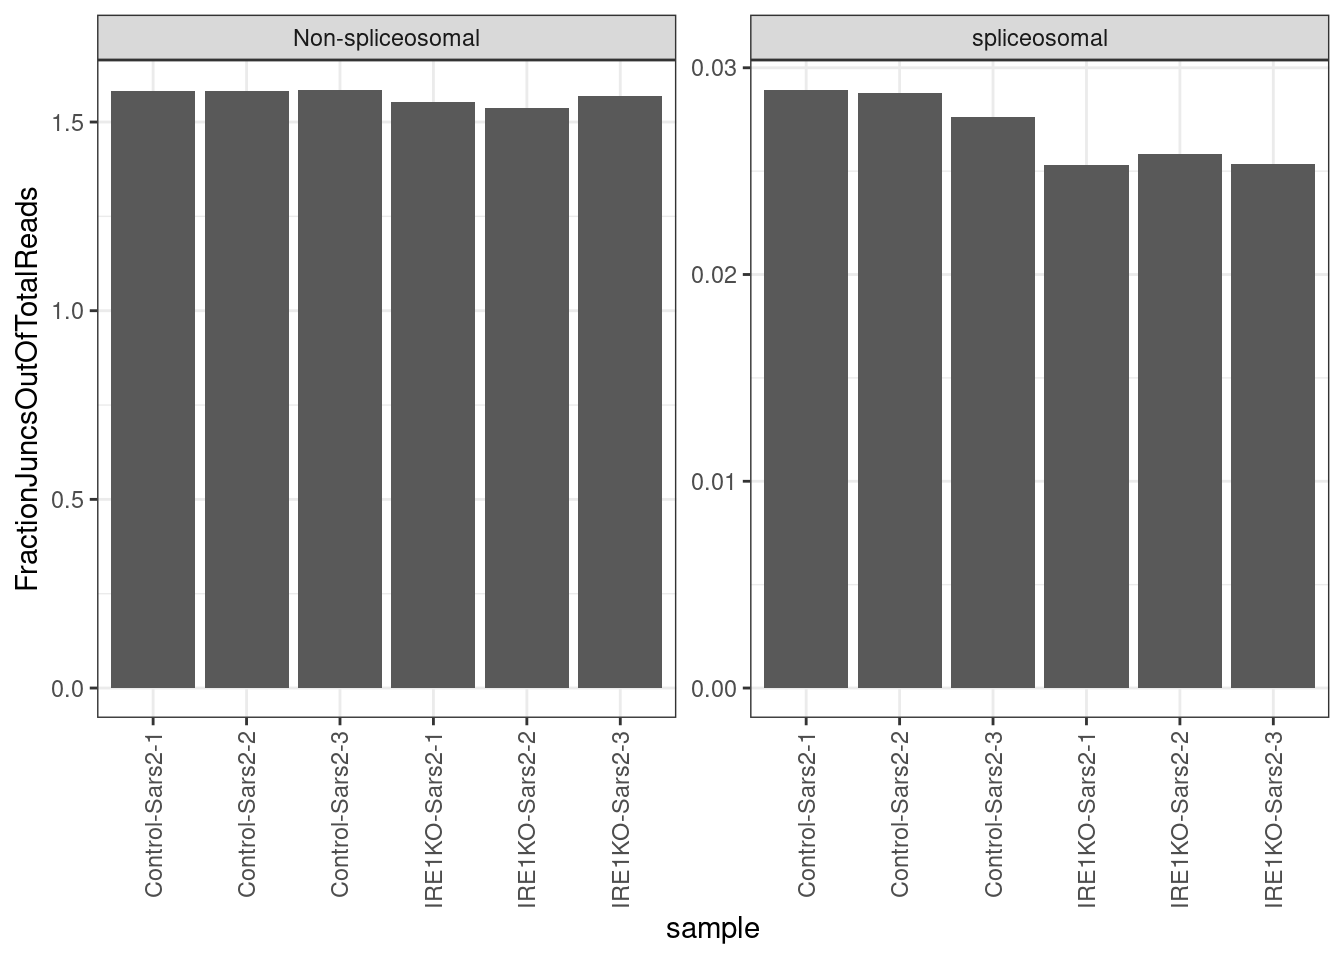 Non-spliceosomal
spliceosomal
FractionJuncsOutOfTotalReads
1.5
1.0
0.5
0.0
0.03
0.02
0.01
0.00
Control-Sars2-1
Control-Sars2-2
Control-Sars2-3
IRE1KO-Sars2-1
IRE1KO-Sars2-2
IRE1KO-Sars2-3
Control-Sars2-1
Control-Sars2-2
Control-Sars2-3
IRE1KO-Sars2-1
IRE1KO-Sars2-2
IRE1KO-Sars2-3
sample